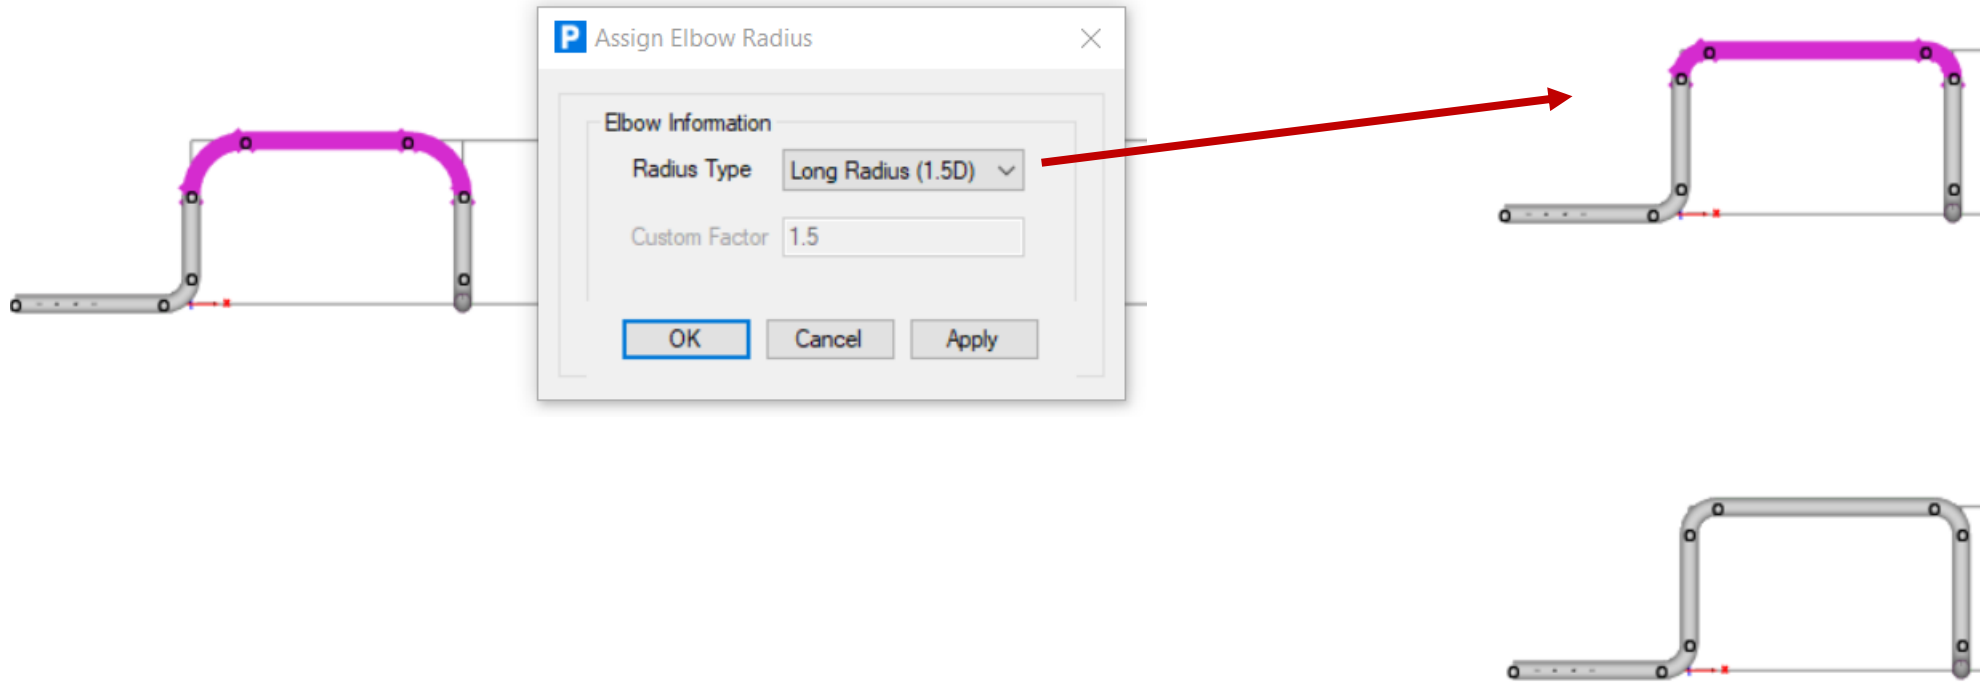 P Assign Elbow Radius
Elbow Information
Radius Type Long Radius (1.5D)
Custom Factor 1.5
OK Cancel Apply